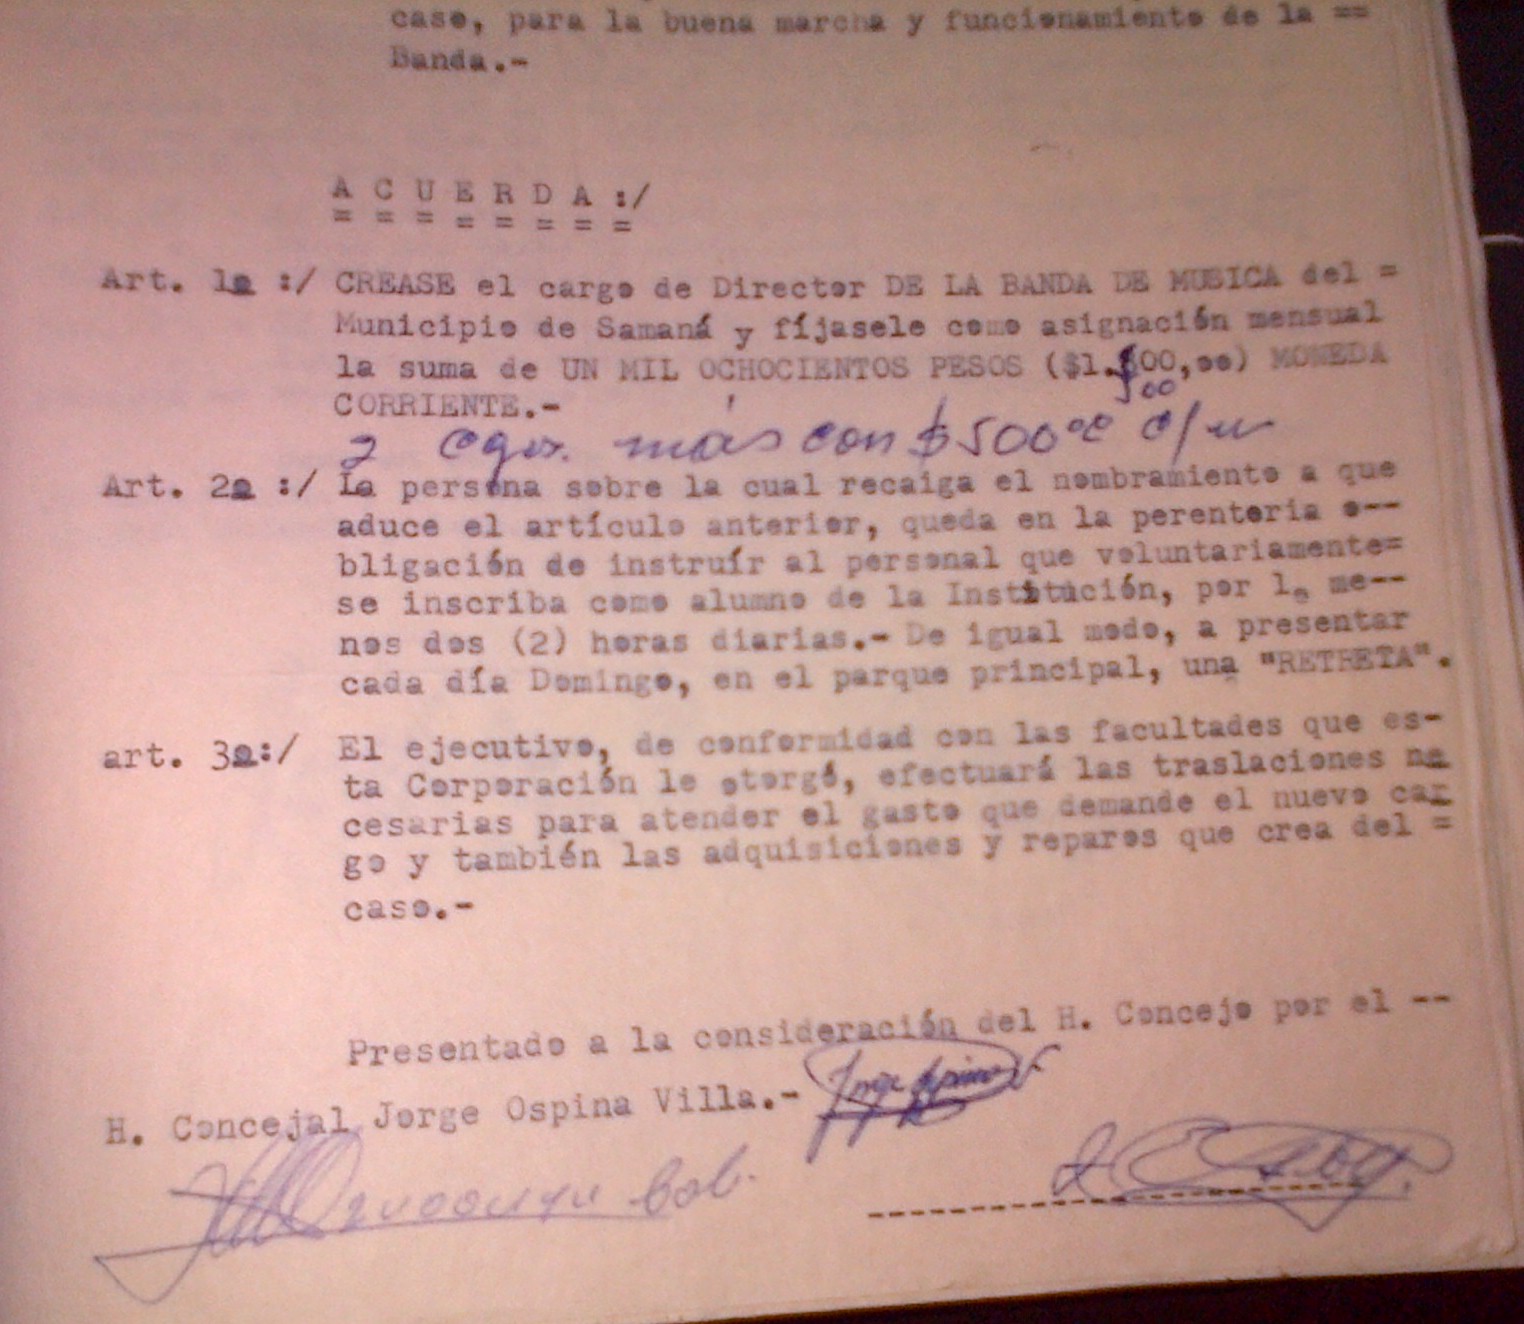 caso, para la buena marcha y funcionamiento de la ==
Banda.-
A C U E R D A :/
= = = = = = = =
Art. 1o :/ CREASE el cargo de Director DE LA BANDA DE MUSICA del =
Municipio de Samaná y fíjasele como asignación mensual
la suma de UN MIL OCHOCIENTOS PESOS ($1.800,oo) MONEDA
500
CORRIENTE.-
2 más con $500oo c/u
Art. 2o :/ La persona sobre la cual recaiga el nombramiento a que
aduce el artículo anterior, queda en la perentoria o--
bligación de instruír al personal que voluntariamente=
se inscriba como alumno de la Institución, por lo me--
nos dos (2) horas diarias.- De igual modo, a presentar
cada día Domingo, en el parque principal, una "RETRETA".
art. 3o:/ El ejecutivo, de conformidad con las facultades que es-
ta Corporación le otorgó, efectuará las traslaciones ne
cesarias para atender el gasto que demande el nuevo car
go y también las adquisiciones y reparos que crea del =
caso.-
Presentado a la consideración del H. Concejo por el --
H. Concejal Jorge Ospina Villa.- Jorge Ospina V